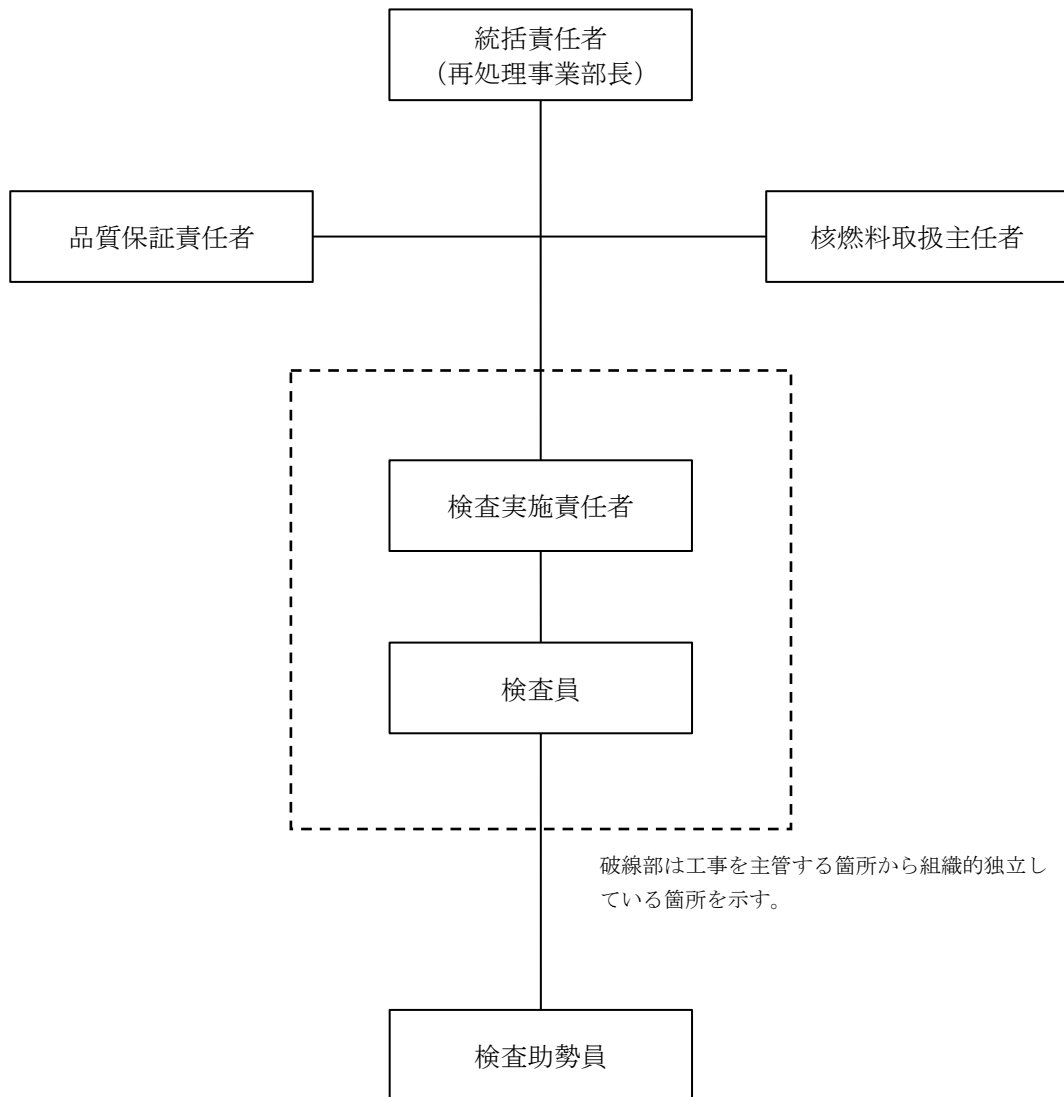 統括責任者
（再処理事業部長）
品質保証責任者
核燃料取扱主任者
検査実施責任者
検査員
破線部は工事を主管する箇所から組織的独立し
ている箇所を示す。
検査助勢員